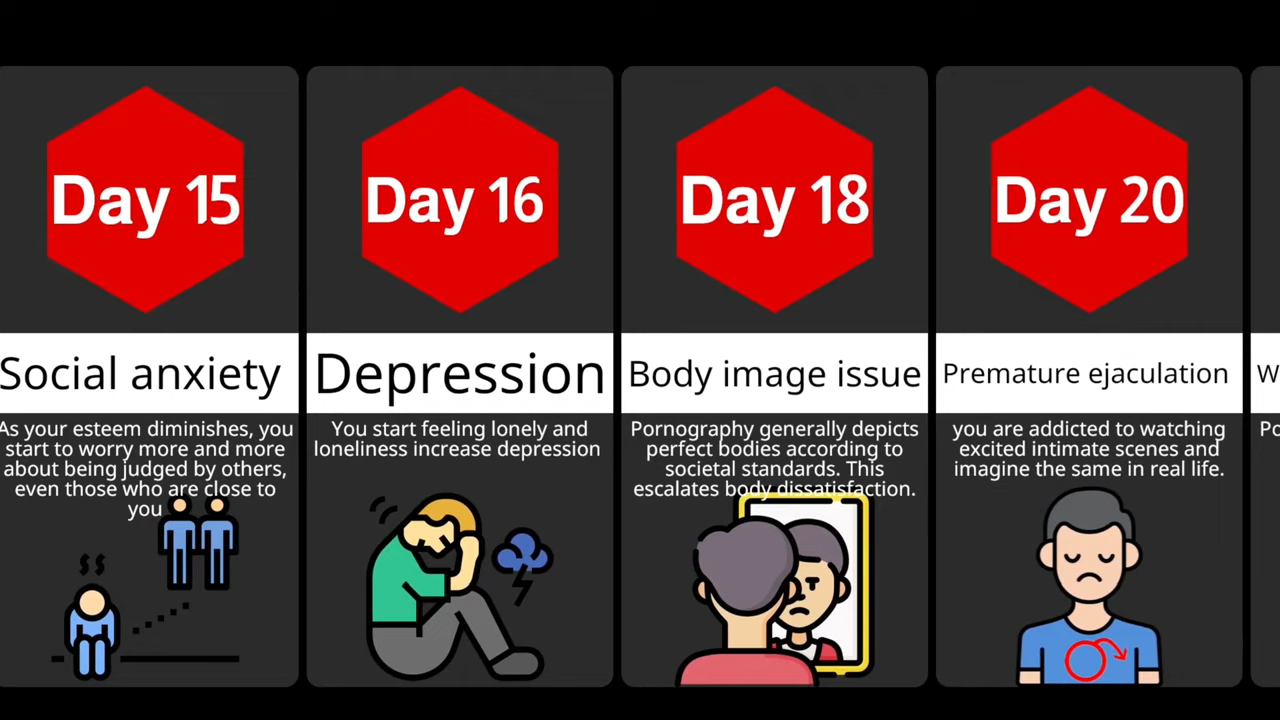 Day 15
Social anxiety
As your esteem diminishes, you
start to worry more and more
about being judged by others,
even those who are close to
you
Day 16
Depression
You start feeling lonely and
loneliness increase depression
Day 18
Body image issue
Pornography generally depicts
perfect bodies according to
societal standards. This
escalates body dissatisfaction.
Day 20
Premature ejaculation
you are addicted to watching
excited intimate scenes and
imagine the same in real life.